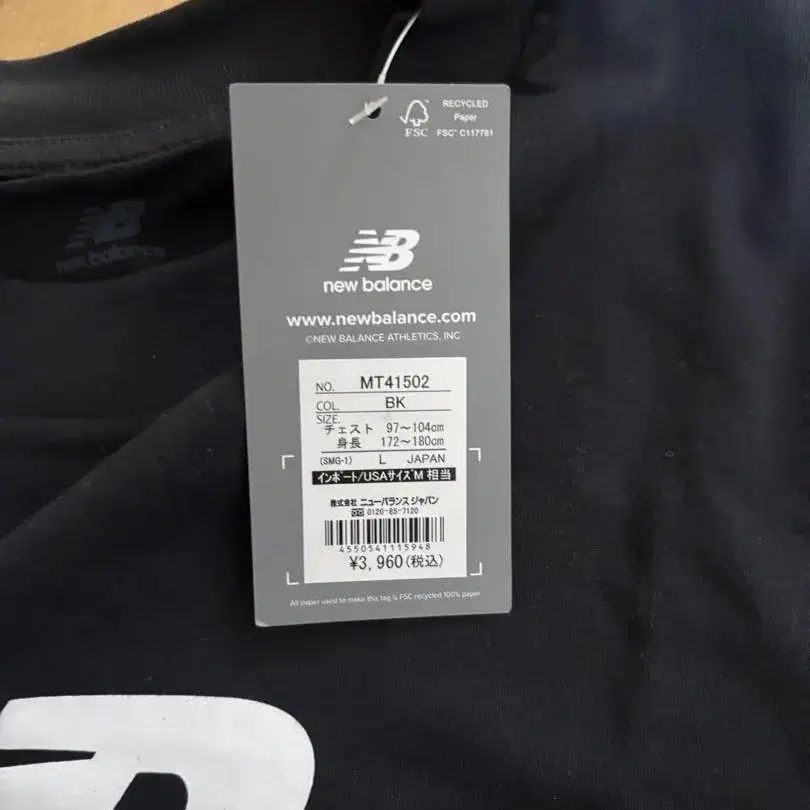 RECYCLED
Paper
FSC® C117781
FSC
NB
new balance
NB
new balance
www.newbalance.com
©NEW BALANCE ATHLETICS, INC
NO. MT41502
COL. BK
SIZE.
チェスト 97～104cm
身長 172～180cm
(SMG-1) L JAPAN
インポート/USAサイズM 相当
株式会社 ニューバランス ジャパン
0120-85-7120
4550541115948
¥3,960(税込)
All paper used to make this tag is FSC recycled 100% paper